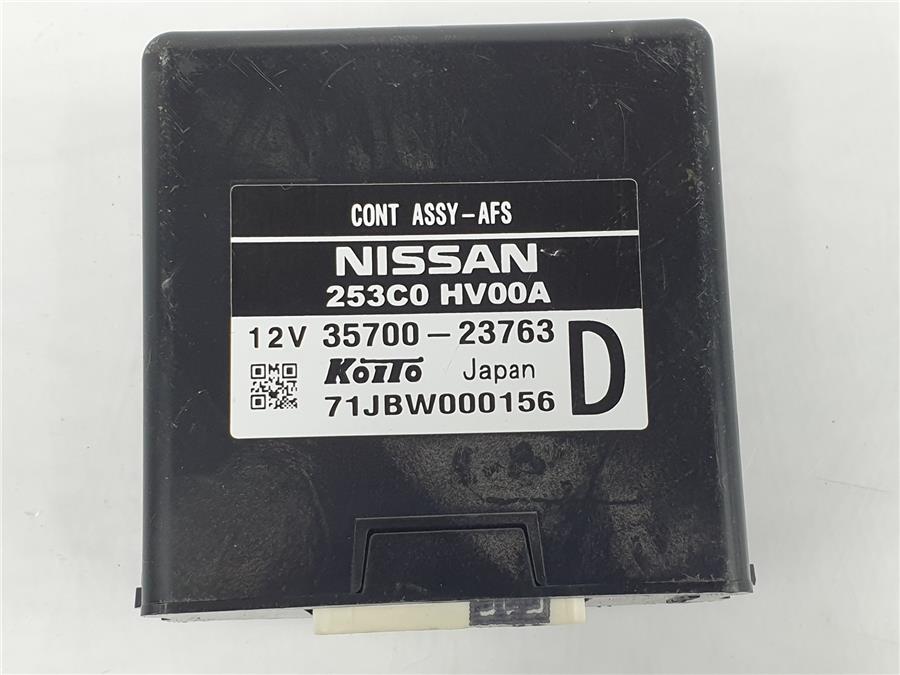 CONT ASSY-AFS
NISSAN
253C0 HV00A
12V 35700-23763
KOITO Japan D
71JBW000156